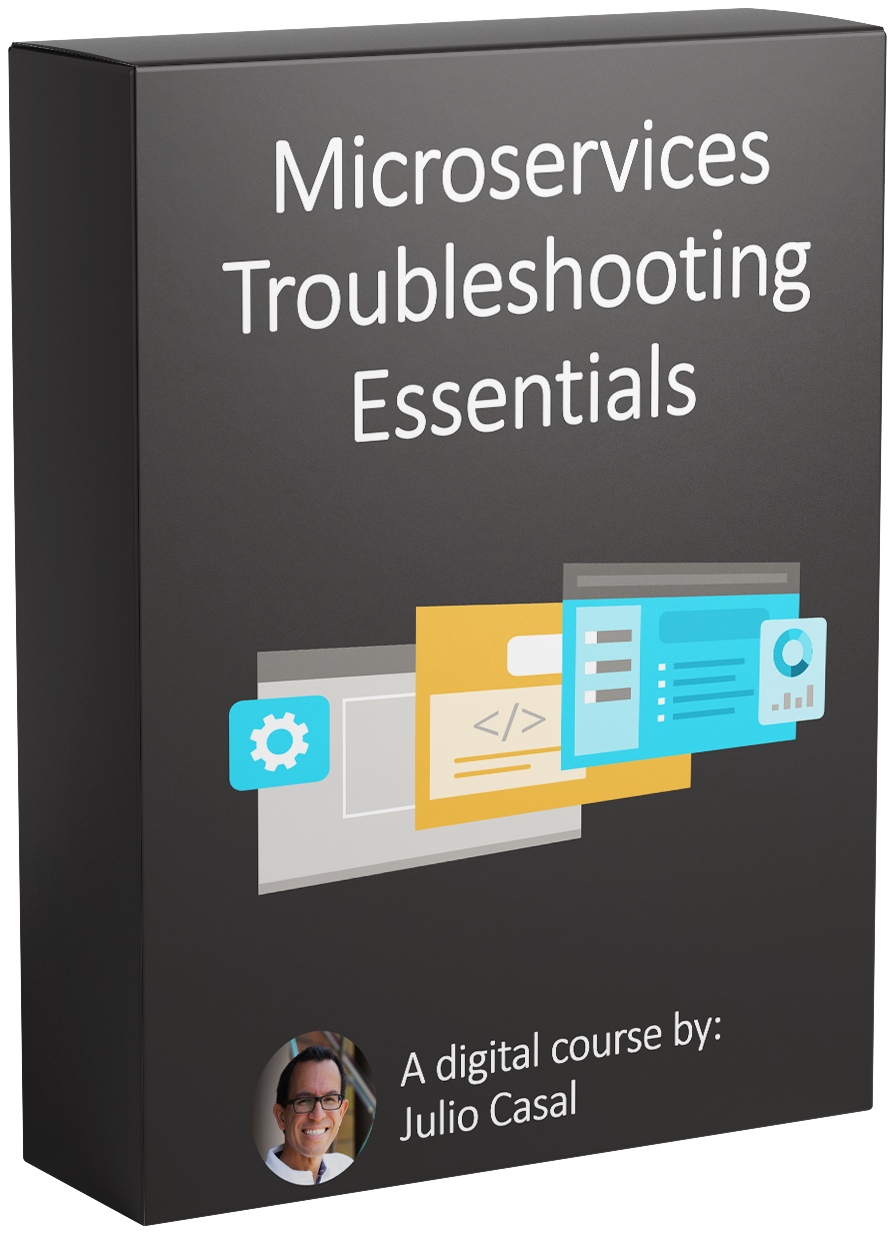 Microservices
Troubleshooting
Essentials
</>
A digital course by:
Julio Casal